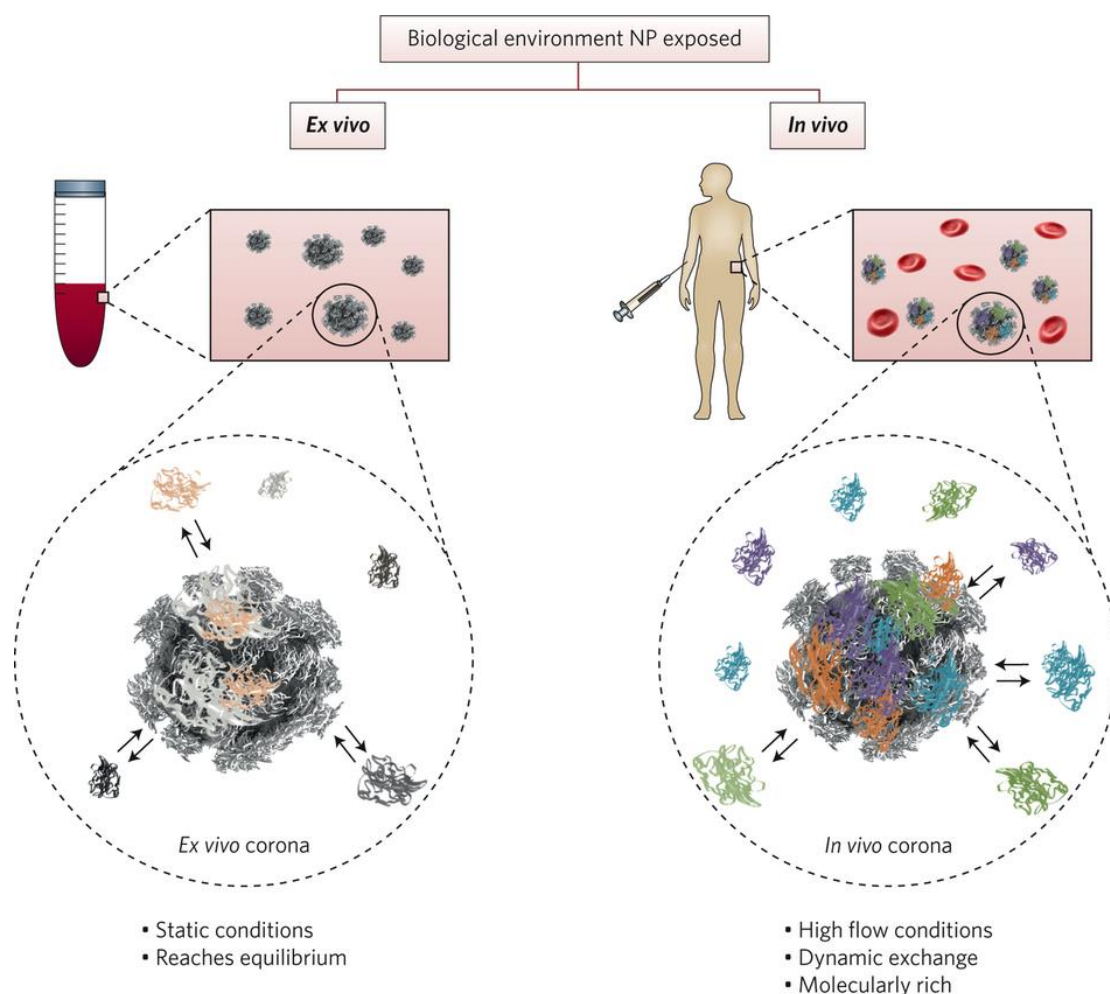 Biological environment NP exposed
Ex vivo
In vivo
Ex vivo corona
In vivo corona
• Static conditions
• Reaches equilibrium
• High flow conditions
• Dynamic exchange
• Molecularly rich